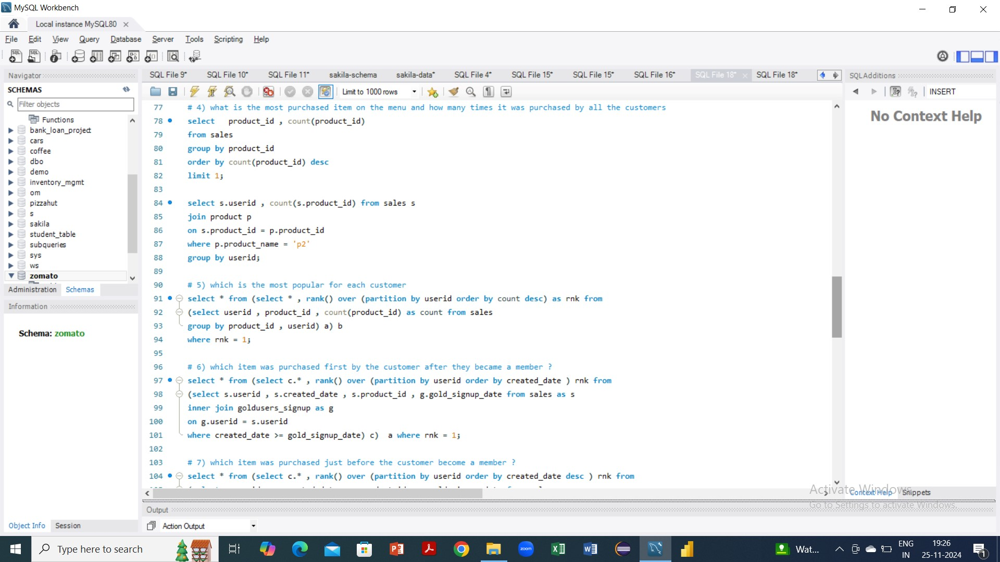 MySQL Workbench
Local instance MySQL80
File Edit View Query Database Server Tools Scripting Help
Navigator
SCHEMAS
Filter objects
Functions
bank_loan_project
cars
coffee
dbo
demo
inventory_mgmt
om
pizzahut
s
sakila
student_table
subqueries
sys
ws
zomato
Administration Schemas
Information
Schema: zomato
Object Info Session
SQL File 9* SQL File 10* SQL File 11* sakila-schema sakila-data* SQL File 4* SQL File 15* SQL File 15* SQL File 16* SQL File 18* SQL File 18*
Limit to 1000 rows
77 # 4) what is the most purchased item on the menu and how many times it was purchased by all the customers
78 select product_id , count(product_id)
79 from sales
80 group by product_id
81 order by count(product_id) desc
82 limit 1;
83
84 select s.userid , count(s.product_id) from sales s
85 join product p
86 on s.product_id = p.product_id
87 where p.product_name = 'p2'
88 group by userid;
89
90 # 5) which is the most popular for each customer
91 select * from (select * , rank() over (partition by userid order by count desc) as rnk from
92 (select userid , product_id , count(product_id) as count from sales
93 group by product_id , userid) a) b
94 where rnk = 1;
95
96 # 6) which item was purchased first by the customer after they became a member ?
97 select * from (select c.* , rank() over (partition by userid order by created_date ) rnk from
98 (select s.userid , s.created_date , s.product_id , g.gold_signup_date from sales as s
99 inner join goldusers_signup as g
100 on g.userid = s.userid
101 where created_date >= gold_signup_date) c) a where rnk = 1;
102
103 # 7) which item was purchased just before the customer become a member ?
104 select * from (select c.* , rank() over (partition by userid order by created_date desc ) rnk from
Output
Action Output
SQLAdditions
INSERT
No Context Help
Context Help Snippets
Activate Windows
Go to Settings to activate Windows.
Type here to search
zoom
Wat...
ENG
IN
19:26
25-11-2024
1